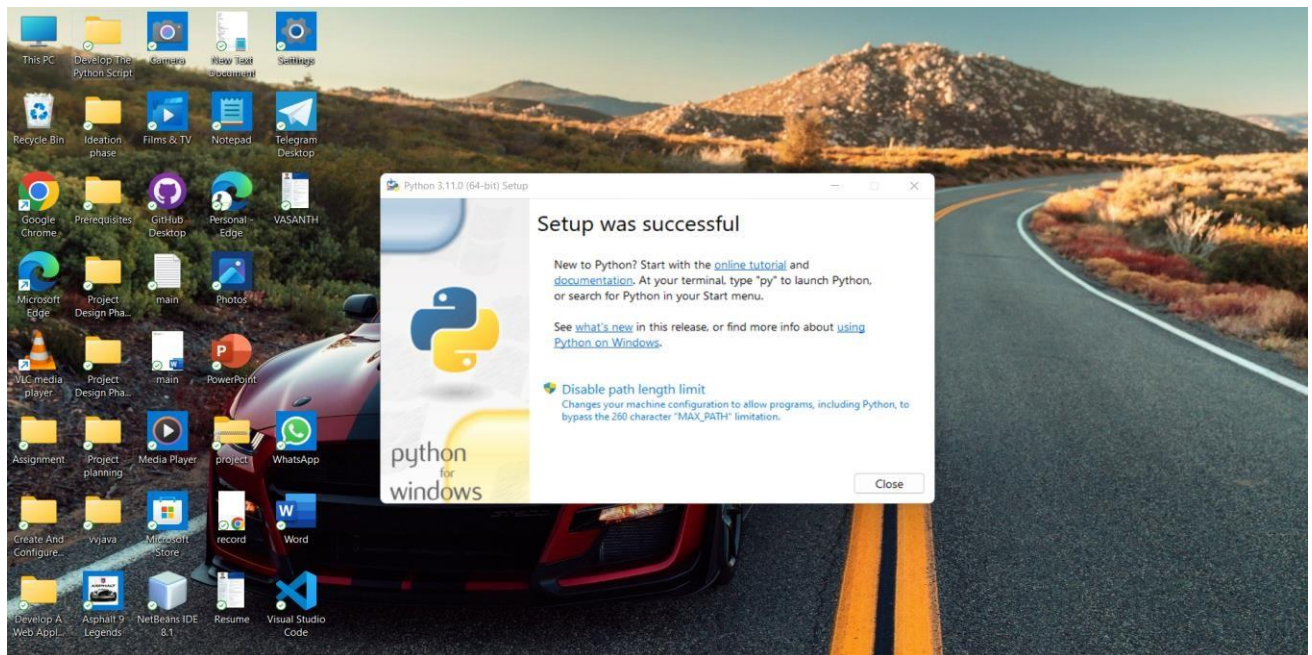 This PC
Develop The
Python Script
Camera
New Text
Document
Settings
Recycle Bin
Ideation
phase
Films & TV
Notepad
Telegram
Desktop
Google
Chrome
Prerequisites
GitHub
Desktop
Personal -
Edge
VASANTH
Microsoft
Edge
Project
Design Pha...
main
Photos
VLC media
player
Project
Design Pha...
main
PowerPoint
Assignment
Project
planning
Media Player
project
WhatsApp
Create And
Configure...
vvjava
Microsoft
Store
record
Word
Develop A
Web Appl...
Asphalt 9
Legends
NetBeans IDE
8.1
Resume
Visual Studio
Code
Python 3.11.0 (64-bit) Setup
Setup was successful
New to Python? Start with the online tutorial and
documentation. At your terminal, type "py" to launch Python,
or search for Python in your Start menu.
See what's new in this release, or find more info about using
Python on Windows.
Disable path length limit
Changes your machine configuration to allow programs, including Python, to
bypass the 260 character "MAX_PATH" limitation.
python
for
windows
Close